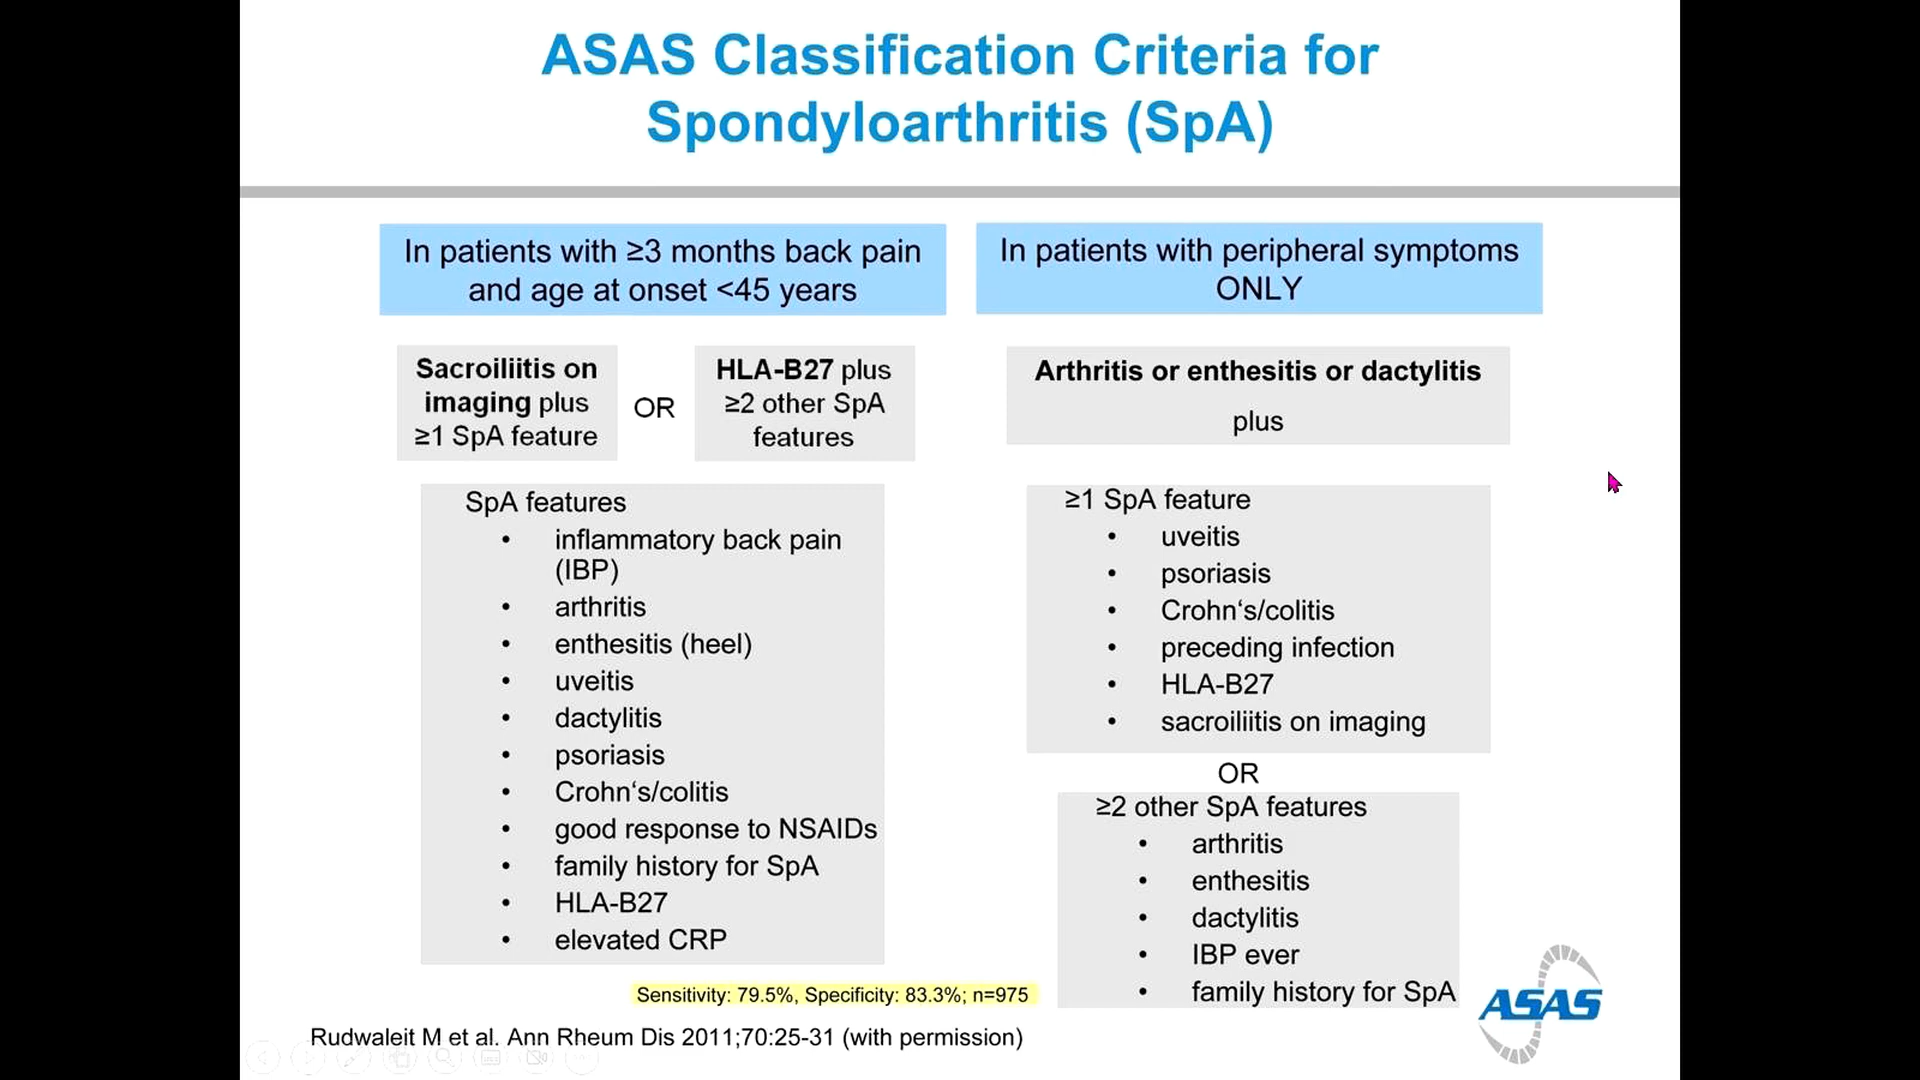 ASAS Classification Criteria for
Spondyloarthritis (SpA)
In patients with ≥3 months back pain
and age at onset <45 years
Sacroiliitis on
imaging plus
≥1 SpA feature
OR
HLA-B27 plus
≥2 other SpA
features
SpA features
• inflammatory back pain
(IBP)
• arthritis
• enthesitis (heel)
• uveitis
• dactylitis
• psoriasis
• Crohn‘s/colitis
• good response to NSAIDs
• family history for SpA
• HLA-B27
• elevated CRP
In patients with peripheral symptoms
ONLY
Arthritis or enthesitis or dactylitis
plus
≥1 SpA feature
• uveitis
• psoriasis
• Crohn‘s/colitis
• preceding infection
• HLA-B27
• sacroiliitis on imaging
OR
≥2 other SpA features
• arthritis
• enthesitis
• dactylitis
• IBP ever
• family history for SpA
Sensitivity: 79.5%, Specificity: 83.3%; n=975
Rudwaleit M et al. Ann Rheum Dis 2011;70:25-31 (with permission)
ASAS